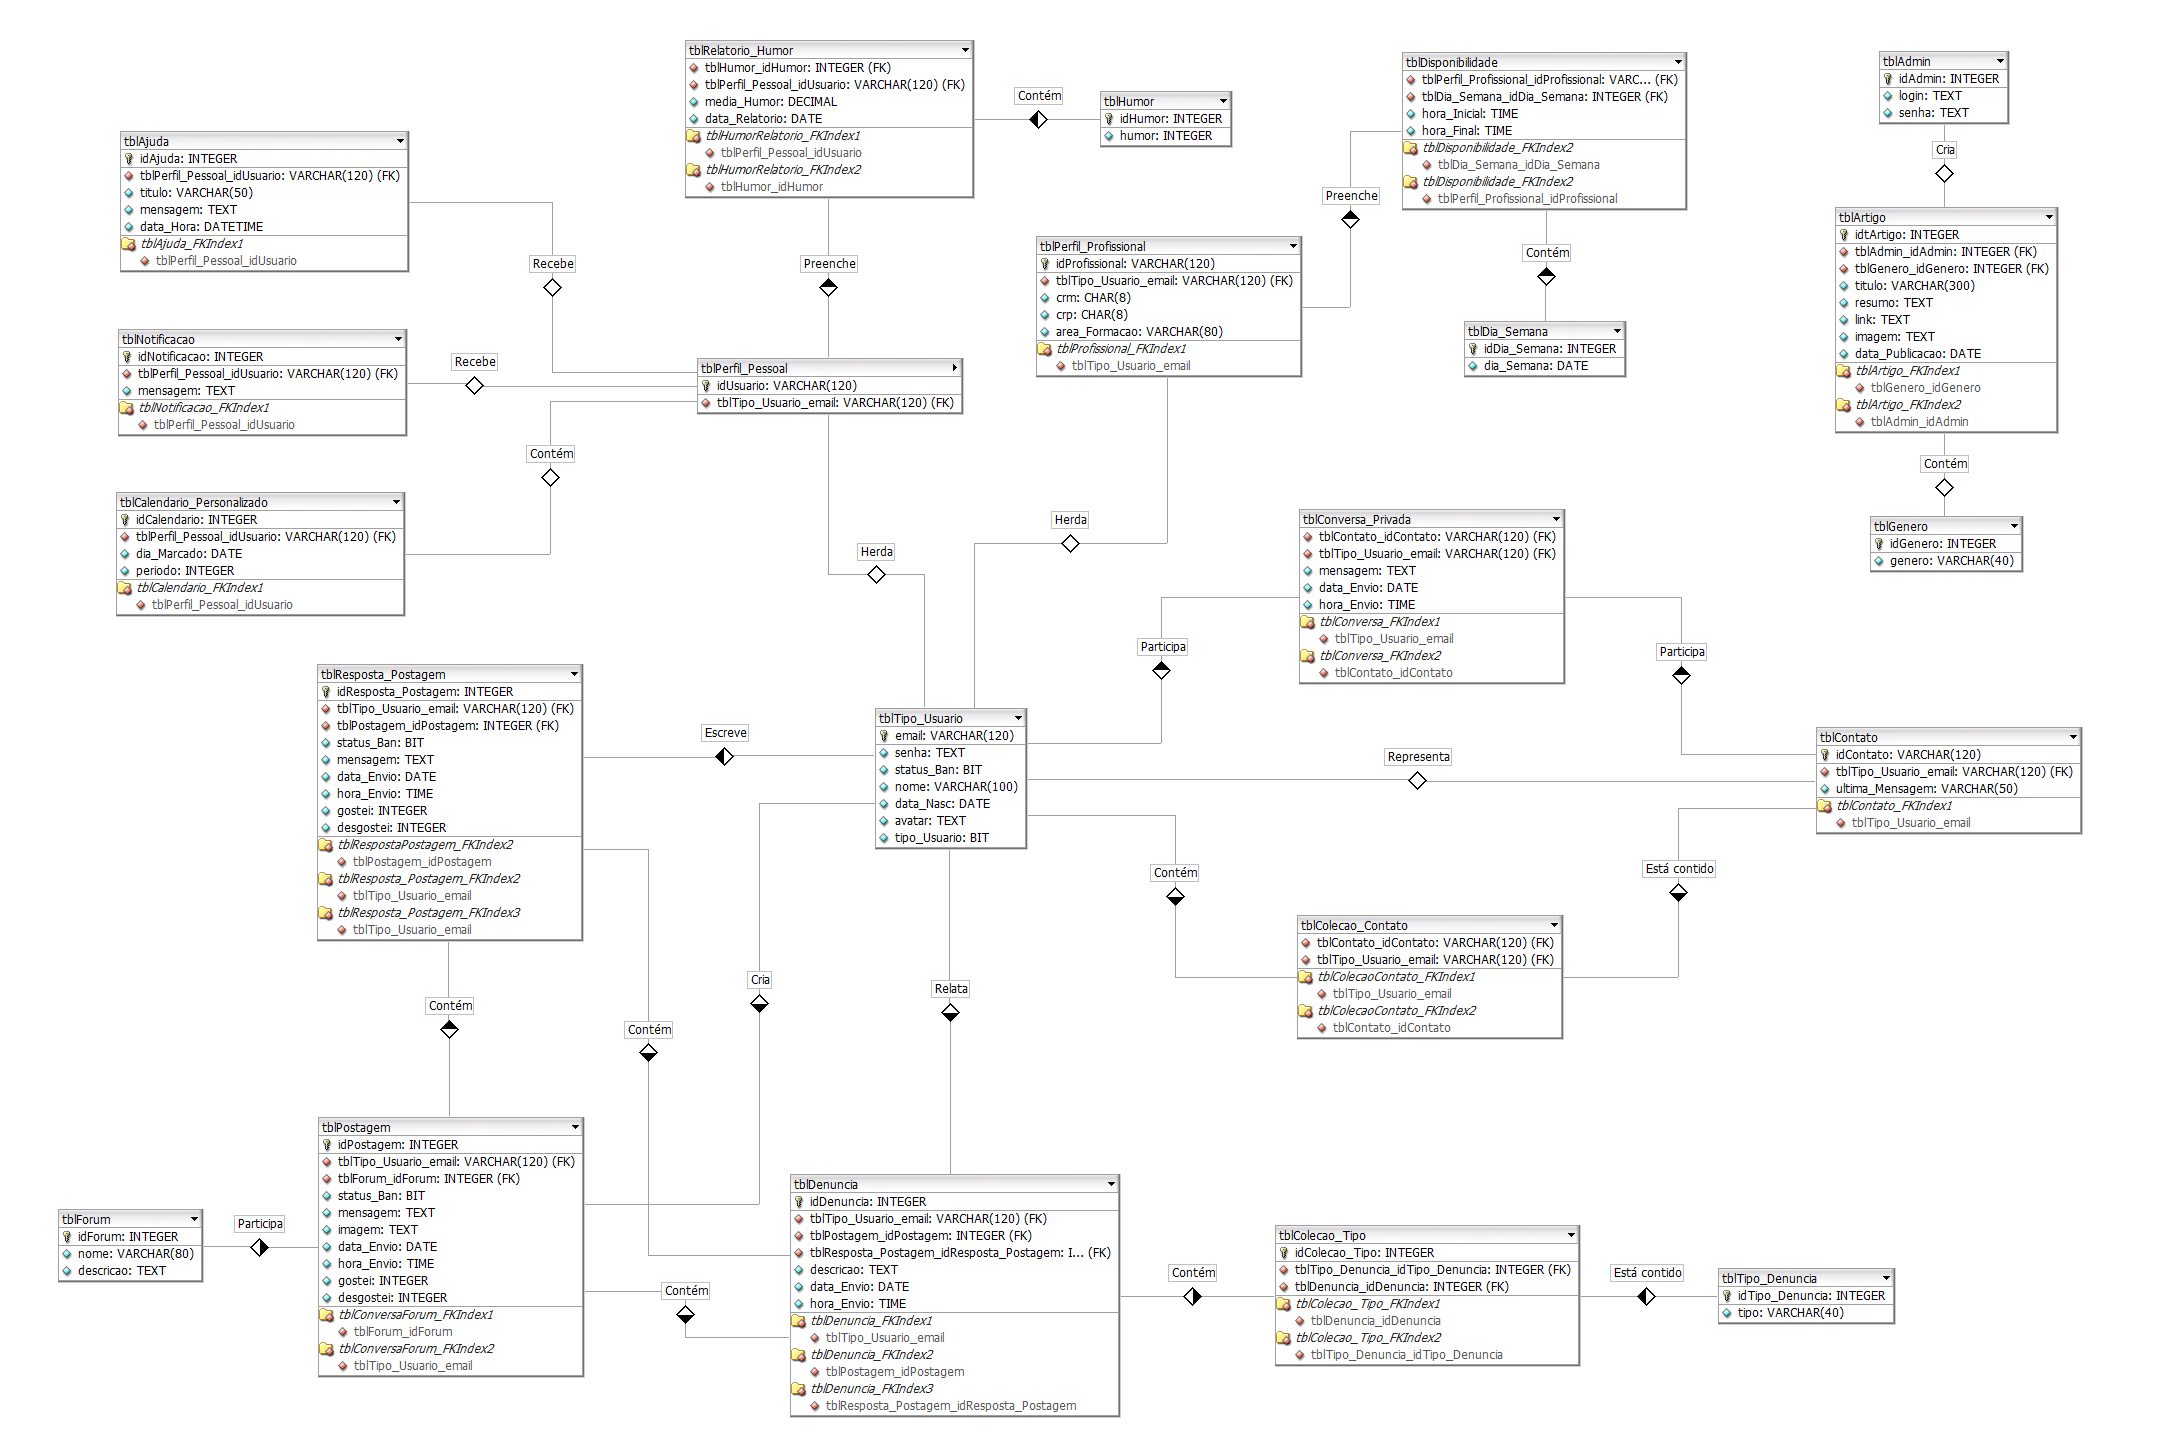 tblRelatorio_Humor
tblHumor_idHumor: INTEGER (FK)
tblPerfil_Pessoal_idUsuario: VARCHAR(120) (FK)
media_Humor: DECIMAL
data_Relatorio: DATE
tblHumorRelatorio_FKIndex1
tblPerfil_Pessoal_idUsuario
tblHumorRelatorio_FKIndex2
tblHumor_idHumor
Contém
tblHumor
idHumor: INTEGER
humor: INTEGER
tblDisponibilidade
tblPerfil_Profissional_idProfissional: VARC... (FK)
tblDia_Semana_idDia_Semana: INTEGER (FK)
hora_Inicial: TIME
hora_Final: TIME
tblDisponibilidade_FKIndex2
tblDia_Semana_idDia_Semana
tblDisponibilidade_FKIndex2
tblPerfil_Profissional_idProfissional
tblAdmin
idAdmin: INTEGER
login: TEXT
senha: TEXT
Cria
tblAjuda
idAjuda: INTEGER
tblPerfil_Pessoal_idUsuario: VARCHAR(120) (FK)
titulo: VARCHAR(50)
mensagem: TEXT
data_Hora: DATETIME
tblAjuda_FKIndex1
tblPerfil_Pessoal_idUsuario
Recebe
Preenche
Preenche
Contém
tblPerfil_Profissional
idProfissional: VARCHAR(120)
tblTipo_Usuario_email: VARCHAR(120) (FK)
crm: CHAR(8)
crp: CHAR(8)
area_Formacao: VARCHAR(80)
tblProfissional_FKIndex1
tblTipo_Usuario_email
tblDia_Semana
idDia_Semana: INTEGER
dia_Semana: DATE
tblArtigo
idtArtigo: INTEGER
tblAdmin_idAdmin: INTEGER (FK)
tblGenero_idGenero: INTEGER (FK)
titulo: VARCHAR(300)
resumo: TEXT
link: TEXT
imagem: TEXT
data_Publicacao: DATE
tblArtigo_FKIndex1
tblGenero_idGenero
tblArtigo_FKIndex2
tblAdmin_idAdmin
Contém
tblGenero
idGenero: INTEGER
genero: VARCHAR(40)
tblNotificacao
idNotificacao: INTEGER
tblPerfil_Pessoal_idUsuario: VARCHAR(120) (FK)
mensagem: TEXT
tblNotificacao_FKIndex1
tblPerfil_Pessoal_idUsuario
Recebe
tblPerfil_Pessoal
idUsuario: VARCHAR(120)
tblTipo_Usuario_email: VARCHAR(120) (FK)
Contém
tblCalendario_Personalizado
idCalendario: INTEGER
tblPerfil_Pessoal_idUsuario: VARCHAR(120) (FK)
dia_Marcado: DATE
periodo: INTEGER
tblCalendario_FKIndex1
tblPerfil_Pessoal_idUsuario
Herda
Herda
tblConversa_Privada
tblContato_idContato: VARCHAR(120) (FK)
tblTipo_Usuario_email: VARCHAR(120) (FK)
mensagem: TEXT
data_Envio: DATE
hora_Envio: TIME
tblConversa_FKIndex1
tblTipo_Usuario_email
tblConversa_FKIndex2
tblContato_idContato
Participa
Participa
tblResposta_Postagem
idResposta_Postagem: INTEGER
tblTipo_Usuario_email: VARCHAR(120) (FK)
tblPostagem_idPostagem: INTEGER (FK)
status_Ban: BIT
mensagem: TEXT
data_Envio: DATE
hora_Envio: TIME
gostei: INTEGER
desgostei: INTEGER
tblRespostaPostagem_FKIndex2
tblPostagem_idPostagem
tblResposta_Postagem_FKIndex2
tblTipo_Usuario_email
tblResposta_Postagem_FKIndex3
tblTipo_Usuario_email
Escreve
tblTipo_Usuario
email: VARCHAR(120)
senha: TEXT
status_Ban: BIT
nome: VARCHAR(100)
data_Nasc: DATE
avatar: TEXT
tipo_Usuario: BIT
Representa
tblContato
idContato: VARCHAR(120)
tblTipo_Usuario_email: VARCHAR(120) (FK)
ultima_Mensagem: VARCHAR(50)
tblContato_FKIndex1
tblTipo_Usuario_email
Contém
Está contido
tblColecao_Contato
tblContato_idContato: VARCHAR(120) (FK)
tblTipo_Usuario_email: VARCHAR(120) (FK)
tblColecaoContato_FKIndex1
tblTipo_Usuario_email
tblColecaoContato_FKIndex2
tblContato_idContato
Cria
Relata
Contém
Contém
tblPostagem
idPostagem: INTEGER
tblTipo_Usuario_email: VARCHAR(120) (FK)
tblForum_idForum: INTEGER (FK)
status_Ban: BIT
mensagem: TEXT
imagem: TEXT
data_Envio: DATE
hora_Envio: TIME
gostei: INTEGER
desgostei: INTEGER
tblConversaForum_FKIndex1
tblForum_idForum
tblConversaForum_FKIndex2
tblTipo_Usuario_email
tblForum
idForum: INTEGER
nome: VARCHAR(80)
descricao: TEXT
Participa
Contém
tblDenuncia
idDenuncia: INTEGER
tblTipo_Usuario_email: VARCHAR(120) (FK)
tblPostagem_idPostagem: INTEGER (FK)
tblResposta_Postagem_idResposta_Postagem: I... (FK)
descricao: TEXT
data_Envio: DATE
hora_Envio: TIME
tblDenuncia_FKIndex1
tblTipo_Usuario_email
tblDenuncia_FKIndex2
tblPostagem_idPostagem
tblDenuncia_FKIndex3
tblResposta_Postagem_idResposta_Postagem
Contém
tblColecao_Tipo
idColecao_Tipo: INTEGER
tblTipo_Denuncia_idTipo_Denuncia: INTEGER (FK)
tblDenuncia_idDenuncia: INTEGER (FK)
tblColecao_Tipo_FKIndex1
tblDenuncia_idDenuncia
tblColecao_Tipo_FKIndex2
tblTipo_Denuncia_idTipo_Denuncia
Está contido
tblTipo_Denuncia
idTipo_Denuncia: INTEGER
tipo: VARCHAR(40)